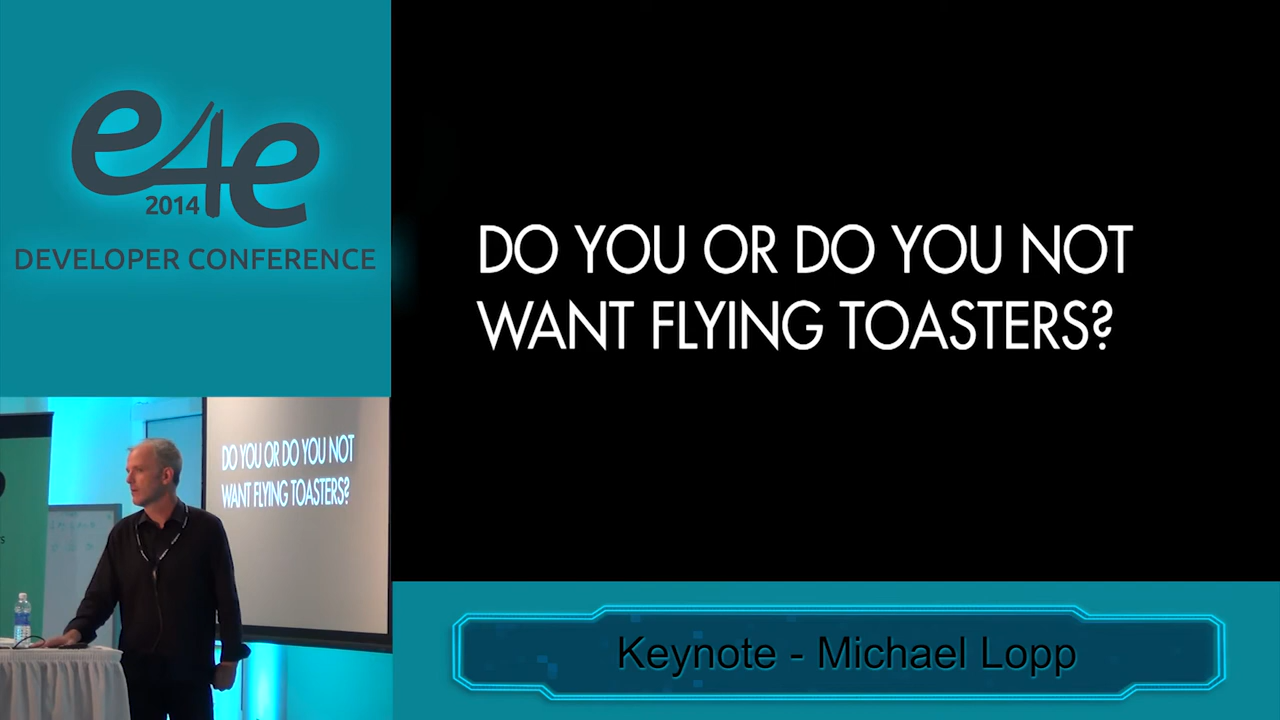 e4e
2014
DEVELOPER CONFERENCE
DO YOU OR DO YOU NOT
WANT FLYING TOASTERS?
DO YOU OR DO YOU NOT
WANT FLYING TOASTERS?
Keynote - Michael Lopp